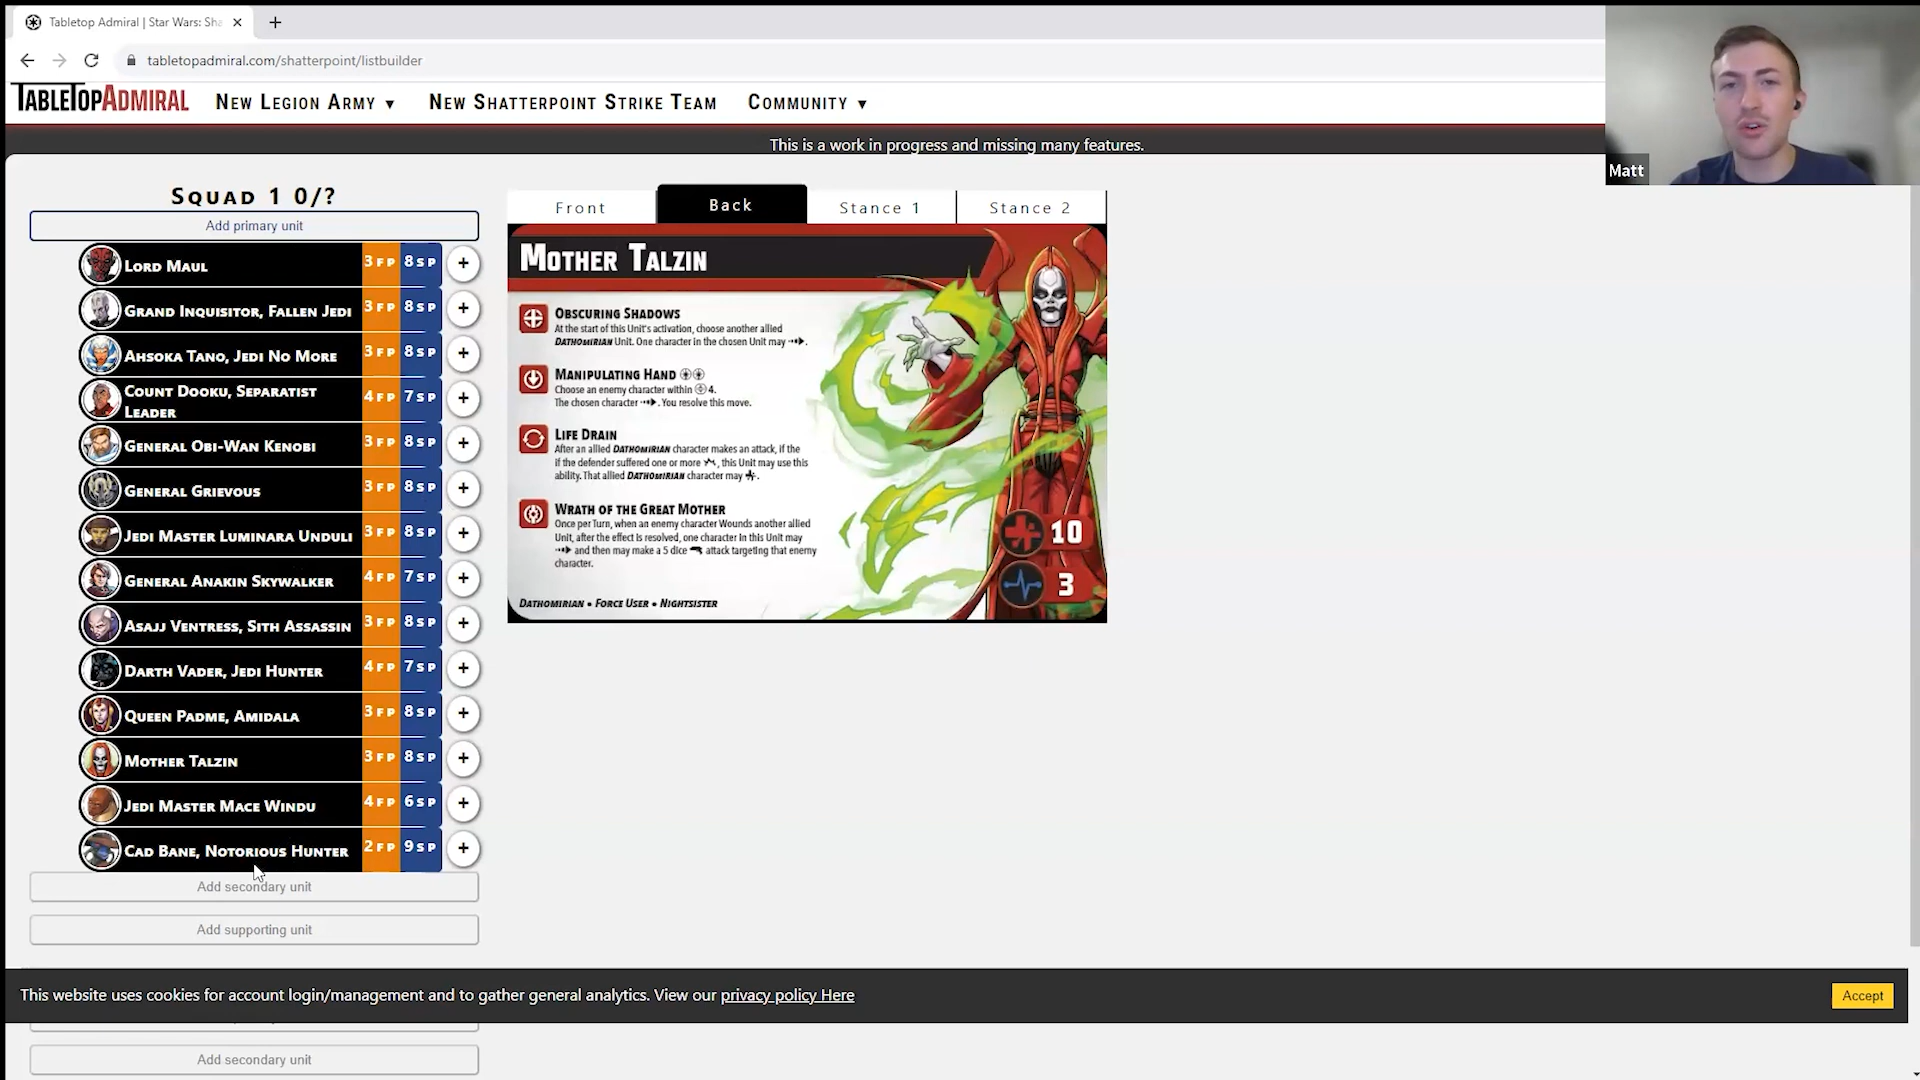 Tabletop Admiral | Star Wars: Sha
tabletopadmiral.com/shatterpoint/listbuilder
TABLETOPADMIRAL
NEW LEGION ARMY ▼
NEW SHATTERPOINT STRIKE TEAM
COMMUNITY ▼
This is a work in progress and missing many features.
Matt
SQUAD 1 0/?
Add primary unit
LORD MAUL 3 FP 8 SP +
GRAND INQUISITOR, FALLEN JEDI 3 FP 8 SP +
AHSOKA TANO, JEDI NO MORE 3 FP 8 SP +
COUNT DOOKU, SEPARATIST
LEADER 4 FP 7 SP +
GENERAL OBI-WAN KENOBI 3 FP 8 SP +
GENERAL GRIEVOUS 3 FP 8 SP +
JEDI MASTER LUMINARA UNDULI 3 FP 8 SP +
GENERAL ANAKIN SKYWALKER 4 FP 7 SP +
ASAJJ VENTRESS, SITH ASSASSIN 3 FP 8 SP +
DARTH VADER, JEDI HUNTER 4 FP 7 SP +
QUEEN PADME, AMIDALA 3 FP 8 SP +
MOTHER TALZIN 3 FP 8 SP +
JEDI MASTER MACE WINDU 4 FP 6 SP +
CAD BANE, NOTORIOUS HUNTER 2 FP 9 SP +
Add secondary unit
Add supporting unit
Front
Back
Stance 1
Stance 2
MOTHER TALZIN
OBSCURING SHADOWS
At the start of this Unit's activation, choose another allied
DATHOMIRIAN Unit. One character in the chosen Unit may .
MANIPULATING HAND
Choose an enemy character within 4.
The chosen character . You resolve this move.
LIFE DRAIN
After an allied DATHOMIRIAN character makes an attack, if the
if the defender suffered one or more , this Unit may use this
ability. That allied DATHOMIRIAN character may .
WRATH OF THE GREAT MOTHER
Once per Turn, when an enemy character Wounds another allied
Unit, after the effect is resolved, one character in this Unit may
and then may make a 5 dice attack targeting that enemy
character.
10
3
DATHOMIRIAN • FORCE USER • NIGHTSISTER
This website uses cookies for account login/management and to gather general analytics. View our privacy policy Here
Accept
Add secondary unit